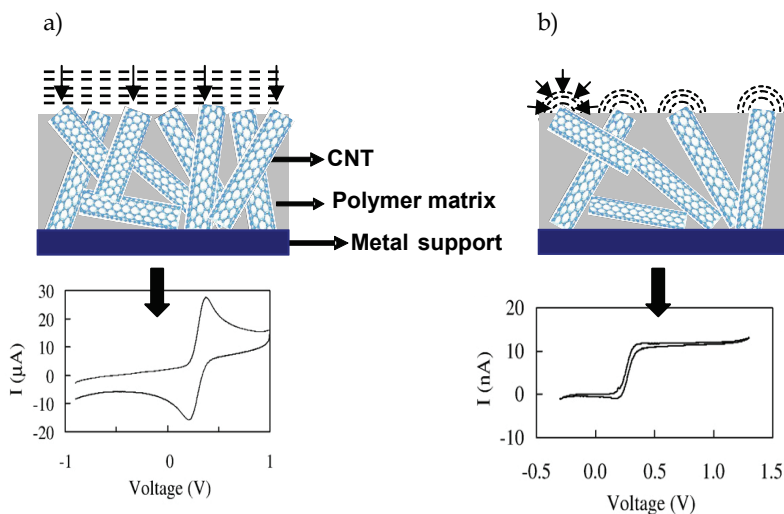 a)
b)
CNT
Polymer matrix
Metal support
30
20
10
0
-10
-20
I (µA)
-1
0
1
Voltage (V)
20
10
0
-10
I (nA)
-0.5
0.0
0.5
1.0
1.5
Voltage (V)